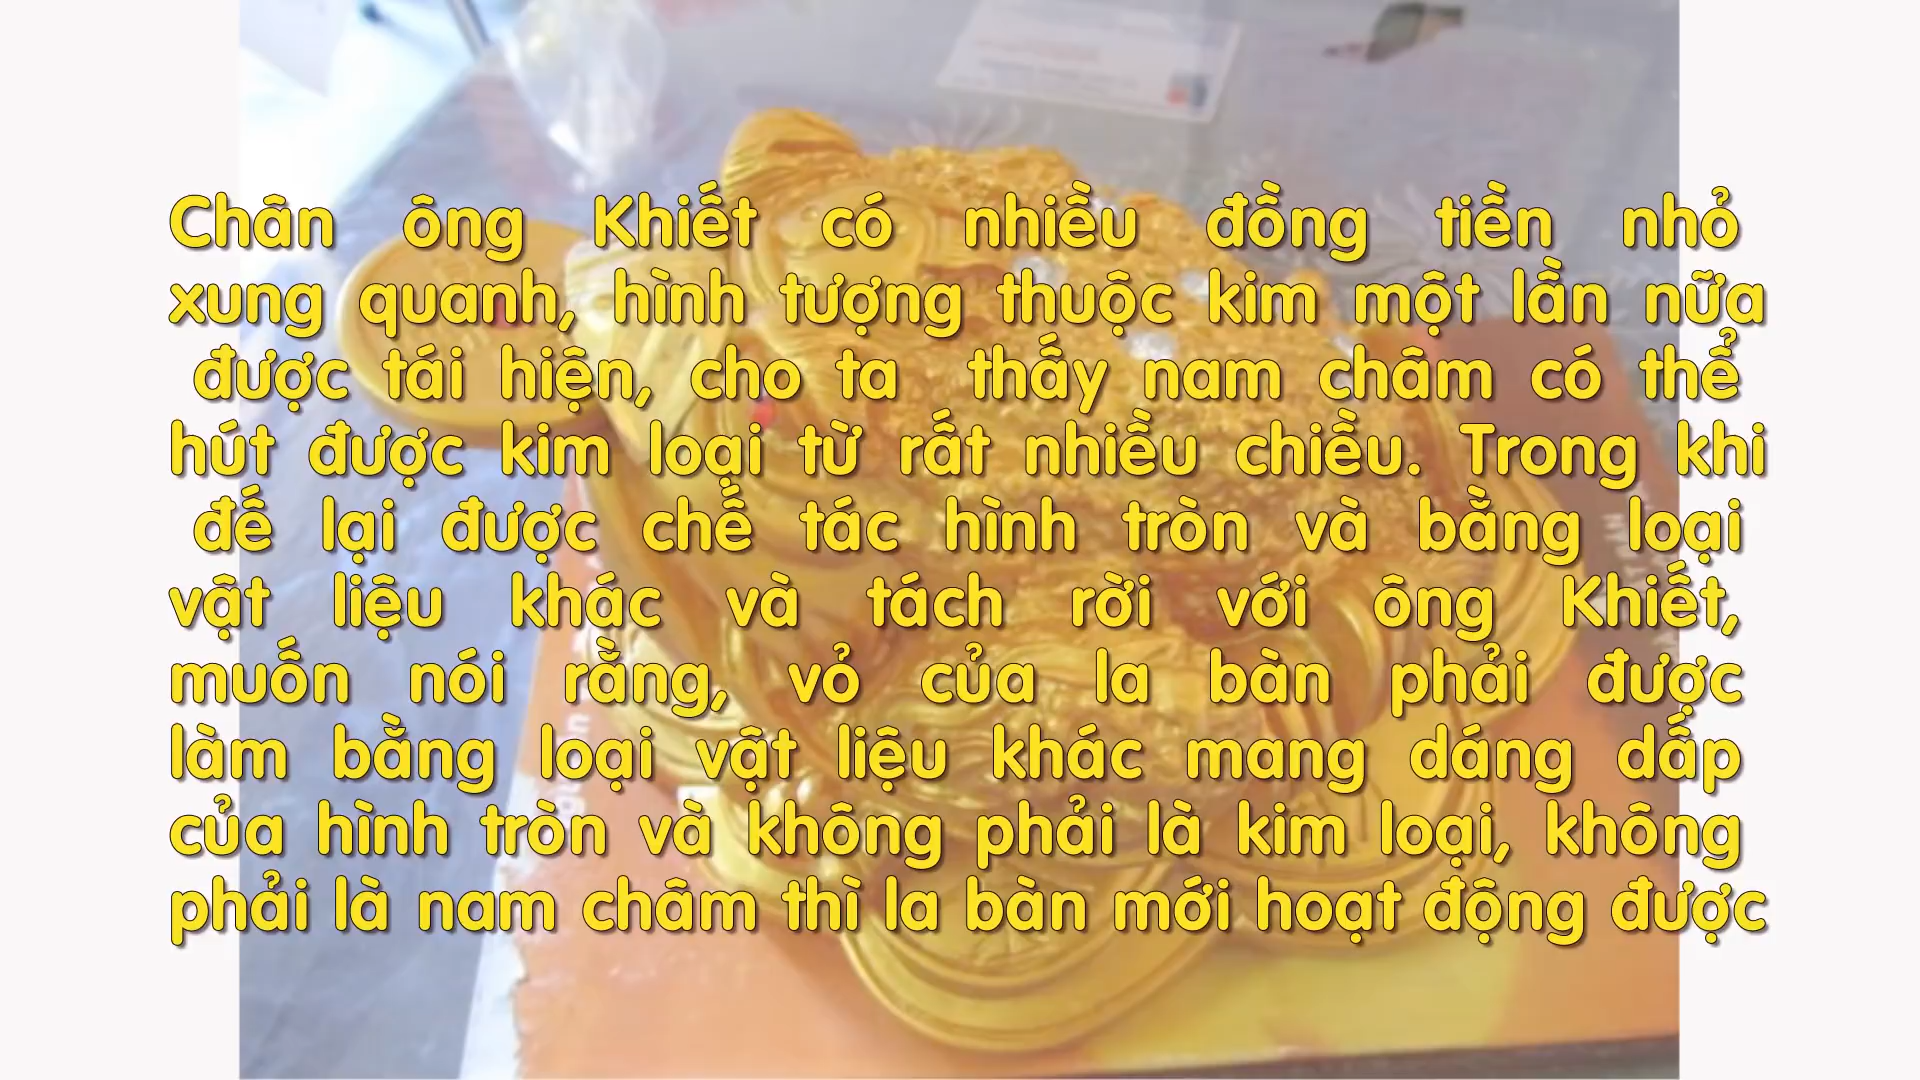 Chân ông Khiết có nhiều đồng tiền nhỏ
xung quanh, hình tượng thuộc kim một lần nữa
được tái hiện, cho ta thấy nam châm có thể
hút được kim loại từ rất nhiều chiều. Trong khi
đế lại được chế tác hình tròn và bằng loại
vật liệu khác và tách rời với ông Khiết,
muốn nói rằng, vỏ của la bàn phải được
làm bằng loại vật liệu khác mang dáng dấp
của hình tròn và không phải là kim loại, không
phải là nam châm thì la bàn mới hoạt động được